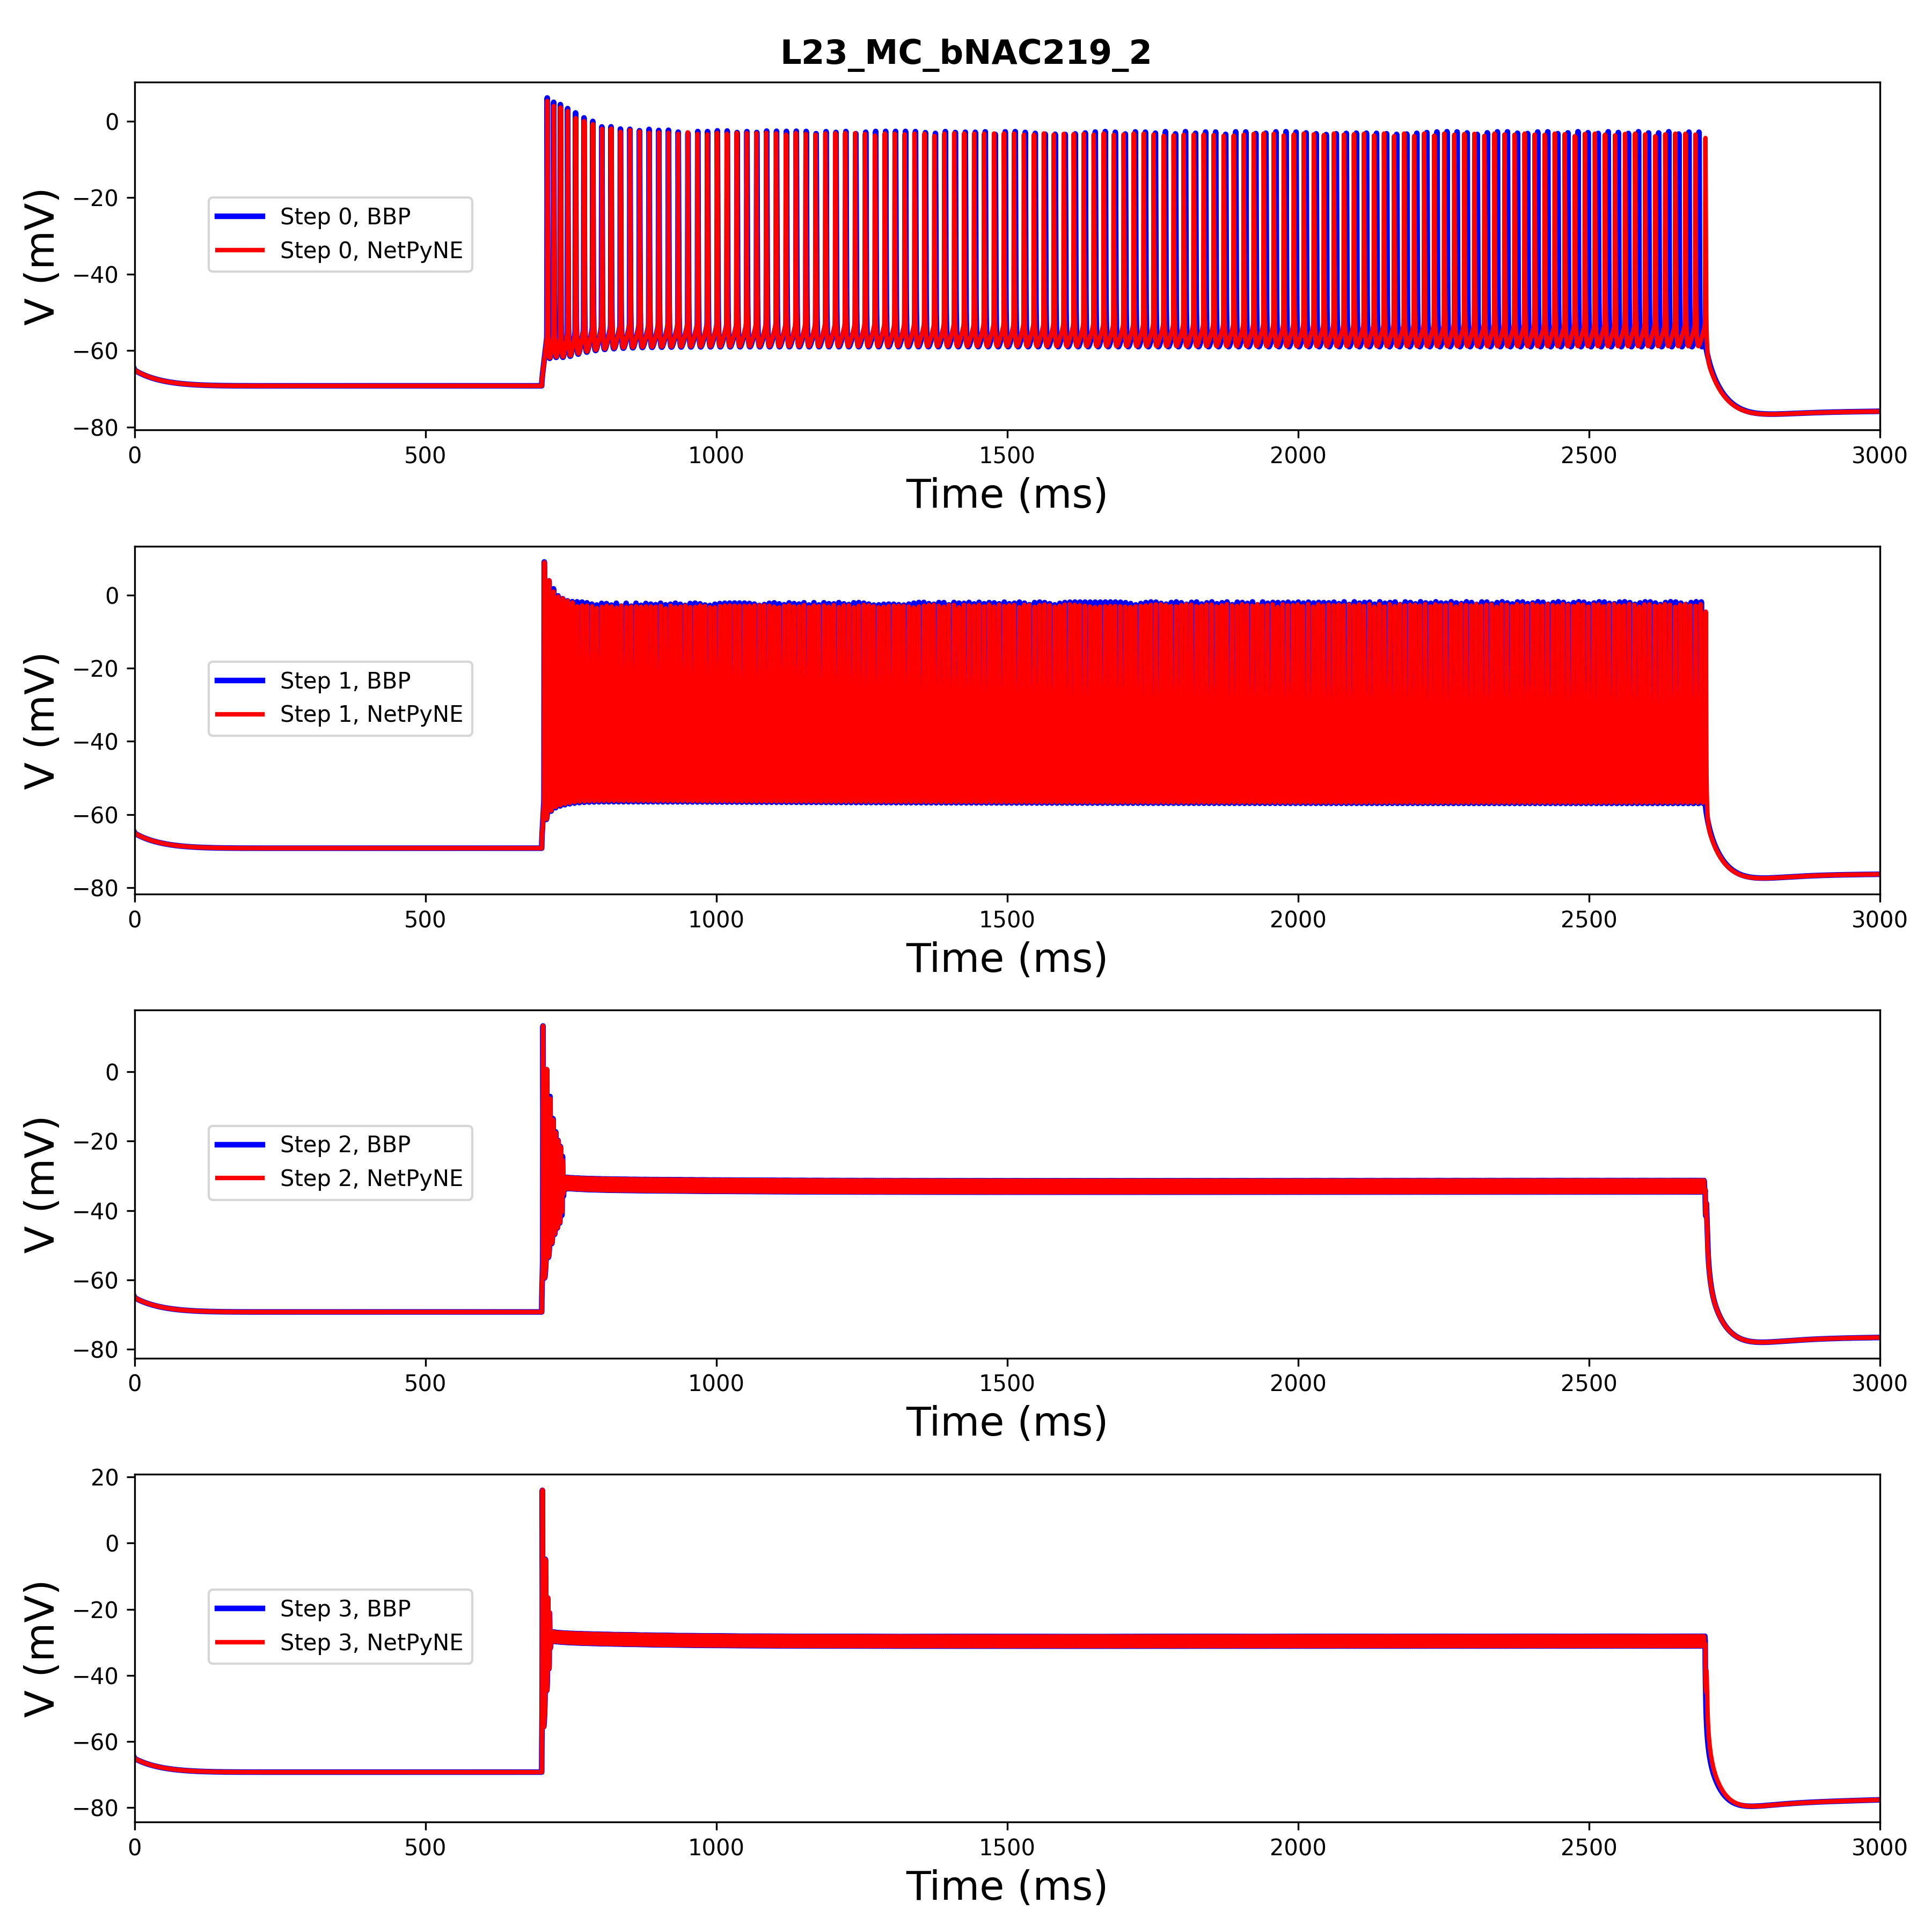 L23_MC_bNAC219_2
0
−20
−40
−60
−80
V (mV)
Step 0, BBP
Step 0, NetPyNE
0 500 1000 1500 2000 2500 3000
Time (ms)
0
−20
−40
−60
−80
V (mV)
Step 1, BBP
Step 1, NetPyNE
0 500 1000 1500 2000 2500 3000
Time (ms)
0
−20
−40
−60
−80
V (mV)
Step 2, BBP
Step 2, NetPyNE
0 500 1000 1500 2000 2500 3000
Time (ms)
20
0
−20
−40
−60
−80
V (mV)
Step 3, BBP
Step 3, NetPyNE
0 500 1000 1500 2000 2500 3000
Time (ms)